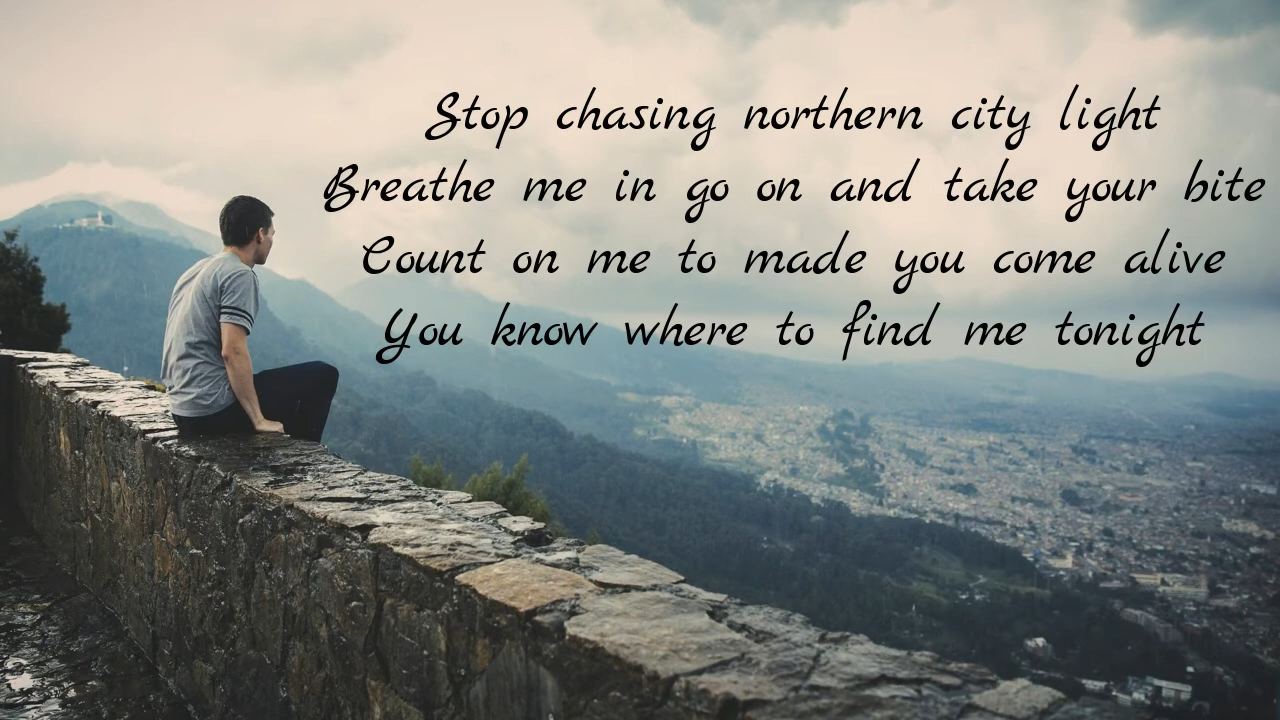 Stop chasing northern city light
Breathe me in go on and take your bite
Count on me to made you come alive
You know where to find me tonight